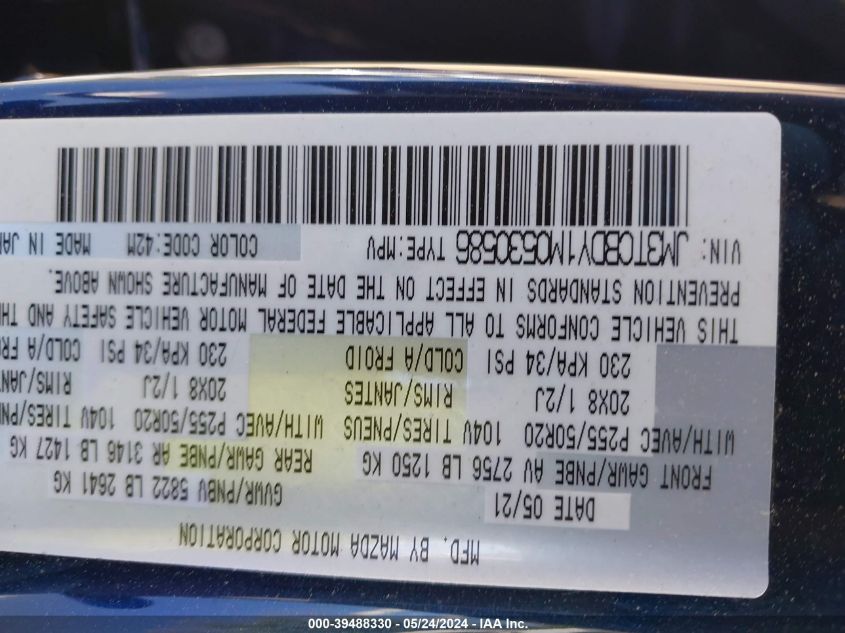 MFD. BY MAZDA MOTOR CORPORATION
DATE 05/21 GVWR/PNBV 5822 LB 2641 KG
FRONT GAWR/PNBE AV 2756 LB 1250 KG REAR GAWR/PNBE AR 3146 LB 1427 KG
WITH/AVEC P255/50R20 104V TIRES/PNEUS WITH/AVEC P255/50R20 104V TIRES/PN
20X8 1/2J RIMS/JANTES 20X8 1/2J RIMS/JANT
230 KPA/34 PSI COLD/A FROID 230 KPA/34 PSI COLD/A FRO
THIS VEHICLE CONFORMS TO ALL APPLICABLE FEDERAL MOTOR VEHICLE SAFETY AND THE
PREVENTION STANDARDS IN EFFECT ON THE DATE OF MANUFACTURE SHOWN ABOVE.
VIN: JM3TCBDY1M0530586 TYPE:MPV COLOR CODE:42M MADE IN JA
000-39488330 - 05/24/2024 - IAA Inc.